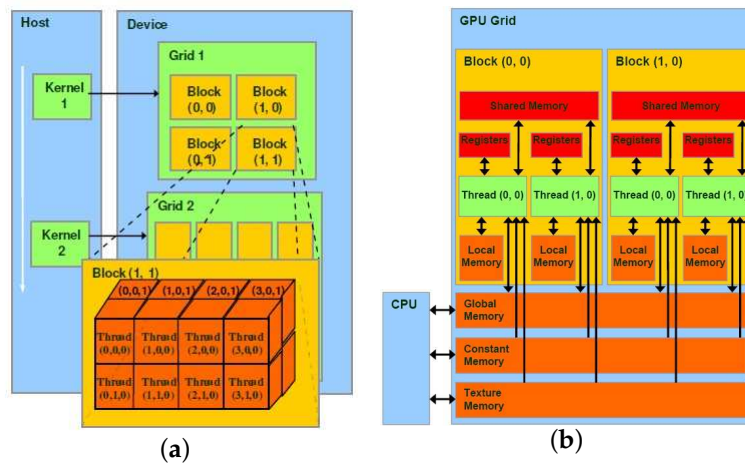 Host
Device
Grid 1
Kernel
1
Block
(0, 0)
Block
(1, 0)
Block
(0, 1)
Block
(1, 1)
Grid 2
Kernel
2
Block (1, 1)
(0,0,1) (1,0,1) (2,0,1) (3,0,1)
Thread Thread Thread Thread
(0,0,0) (1,0,0) (2,0,0) (3,0,0)
Thread Thread Thread Thread
(0,1,0) (1,1,0) (2,1,0) (3,1,0)
(a)
GPU Grid
Block (0, 0)
Block (1, 0)
Shared Memory
Shared Memory
Registers
Registers
Registers
Registers
Thread (0, 0)
Thread (1, 0)
Thread (0, 0)
Thread (1, 0)
Local
Memory
Local
Memory
Local
Memory
Local
Memory
CPU
Global
Memory
Constant
Memory
Texture
Memory
(b)